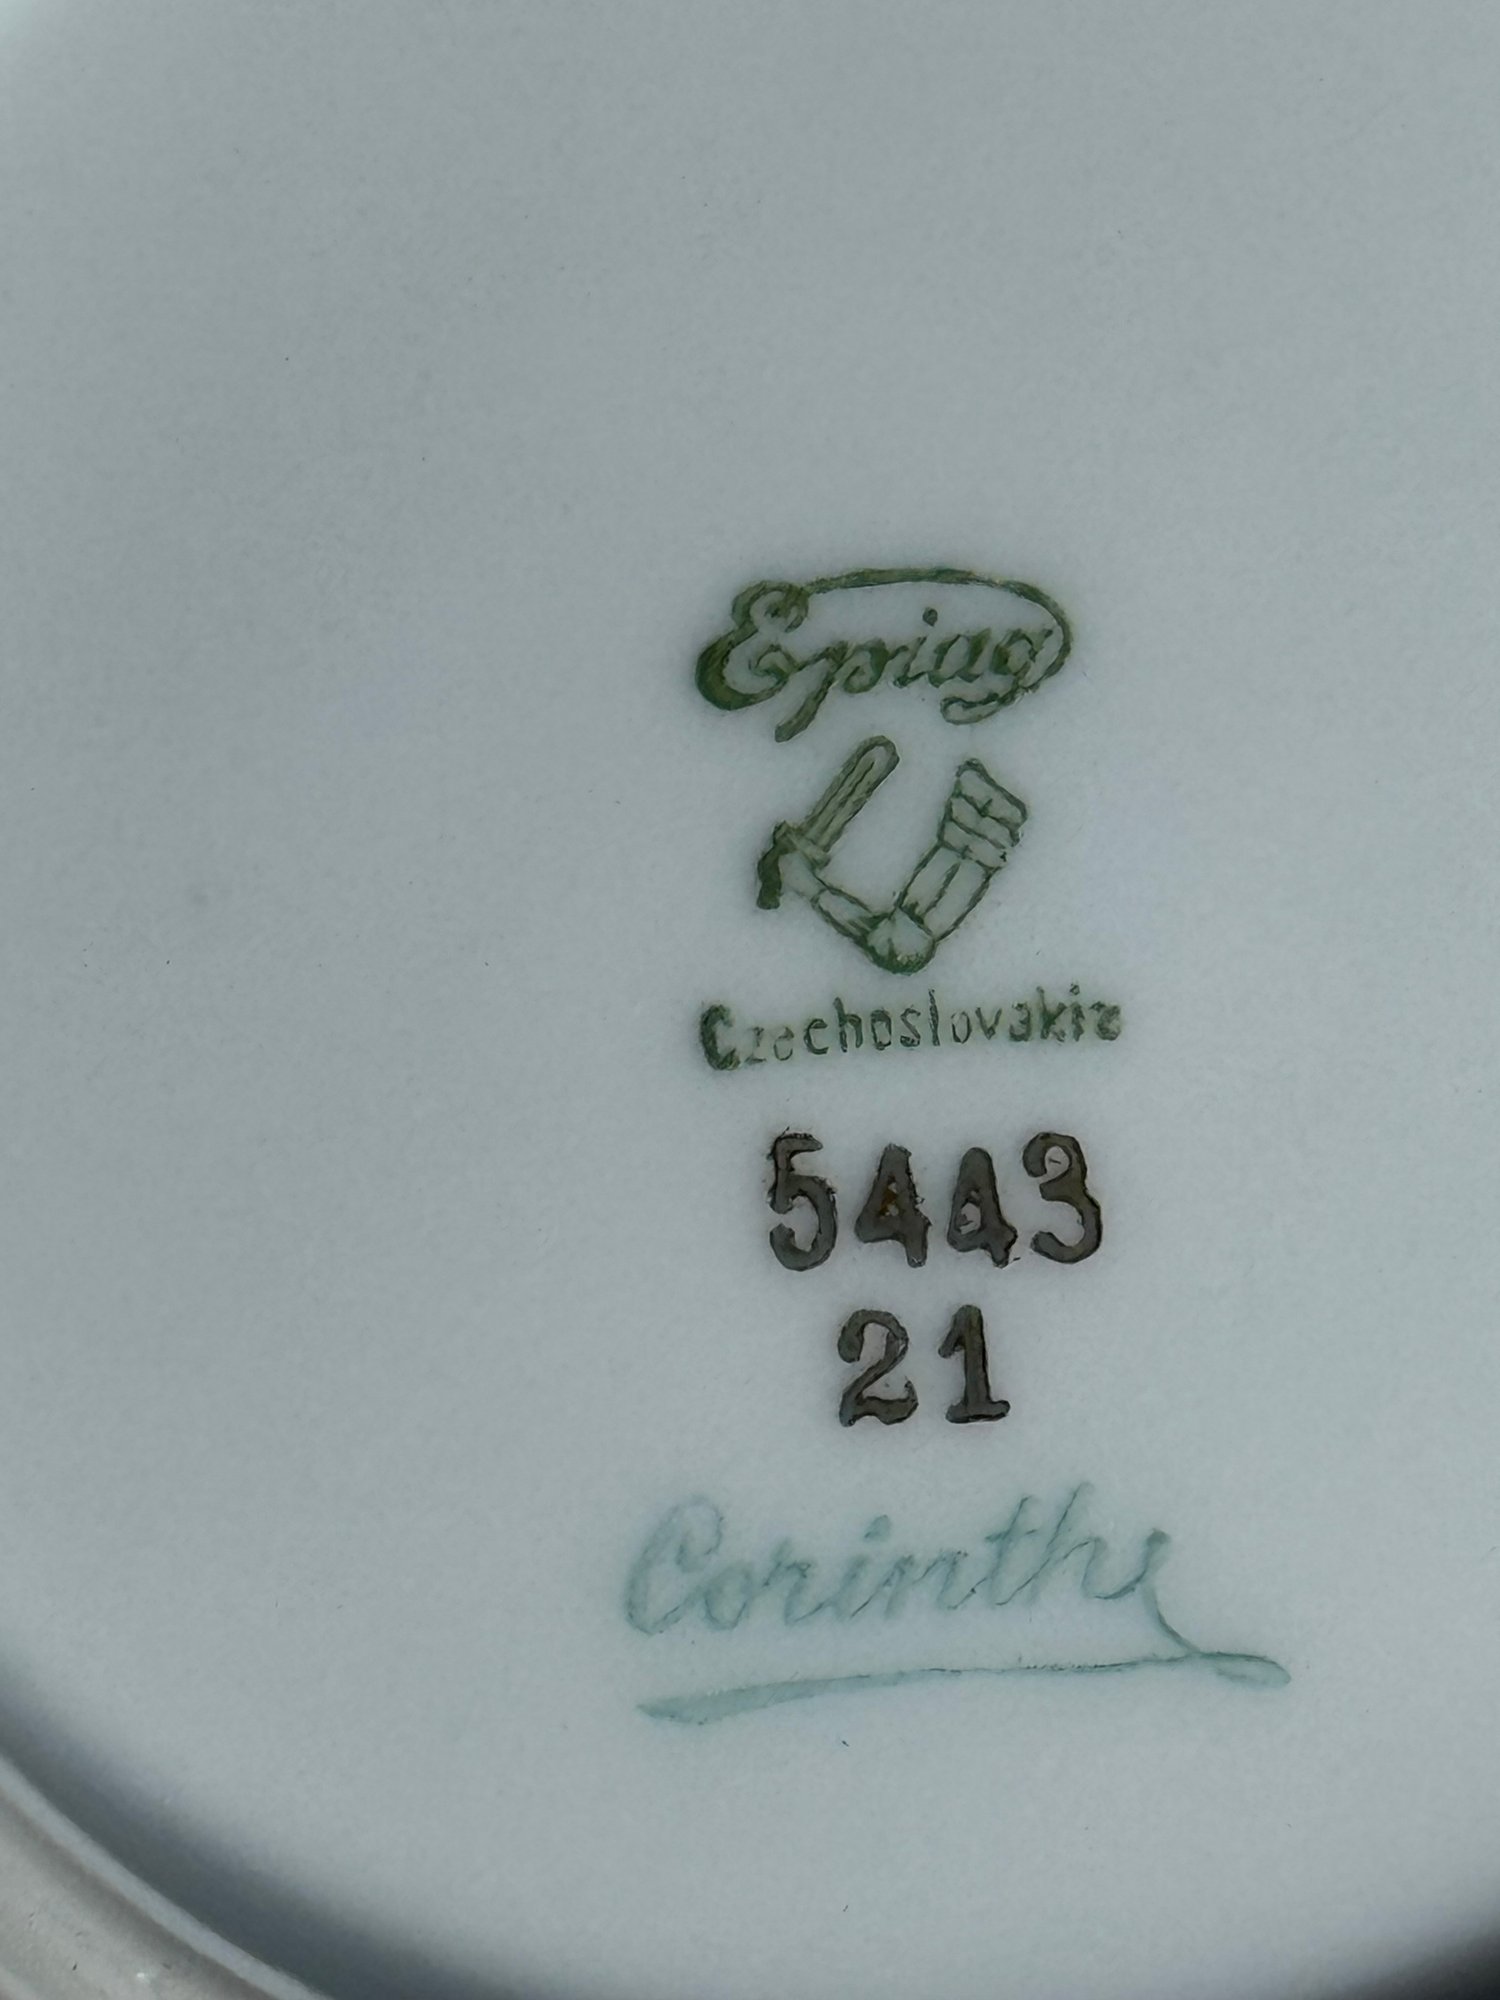 Epiag
Czechoslovakia
5443
21
Corinthe